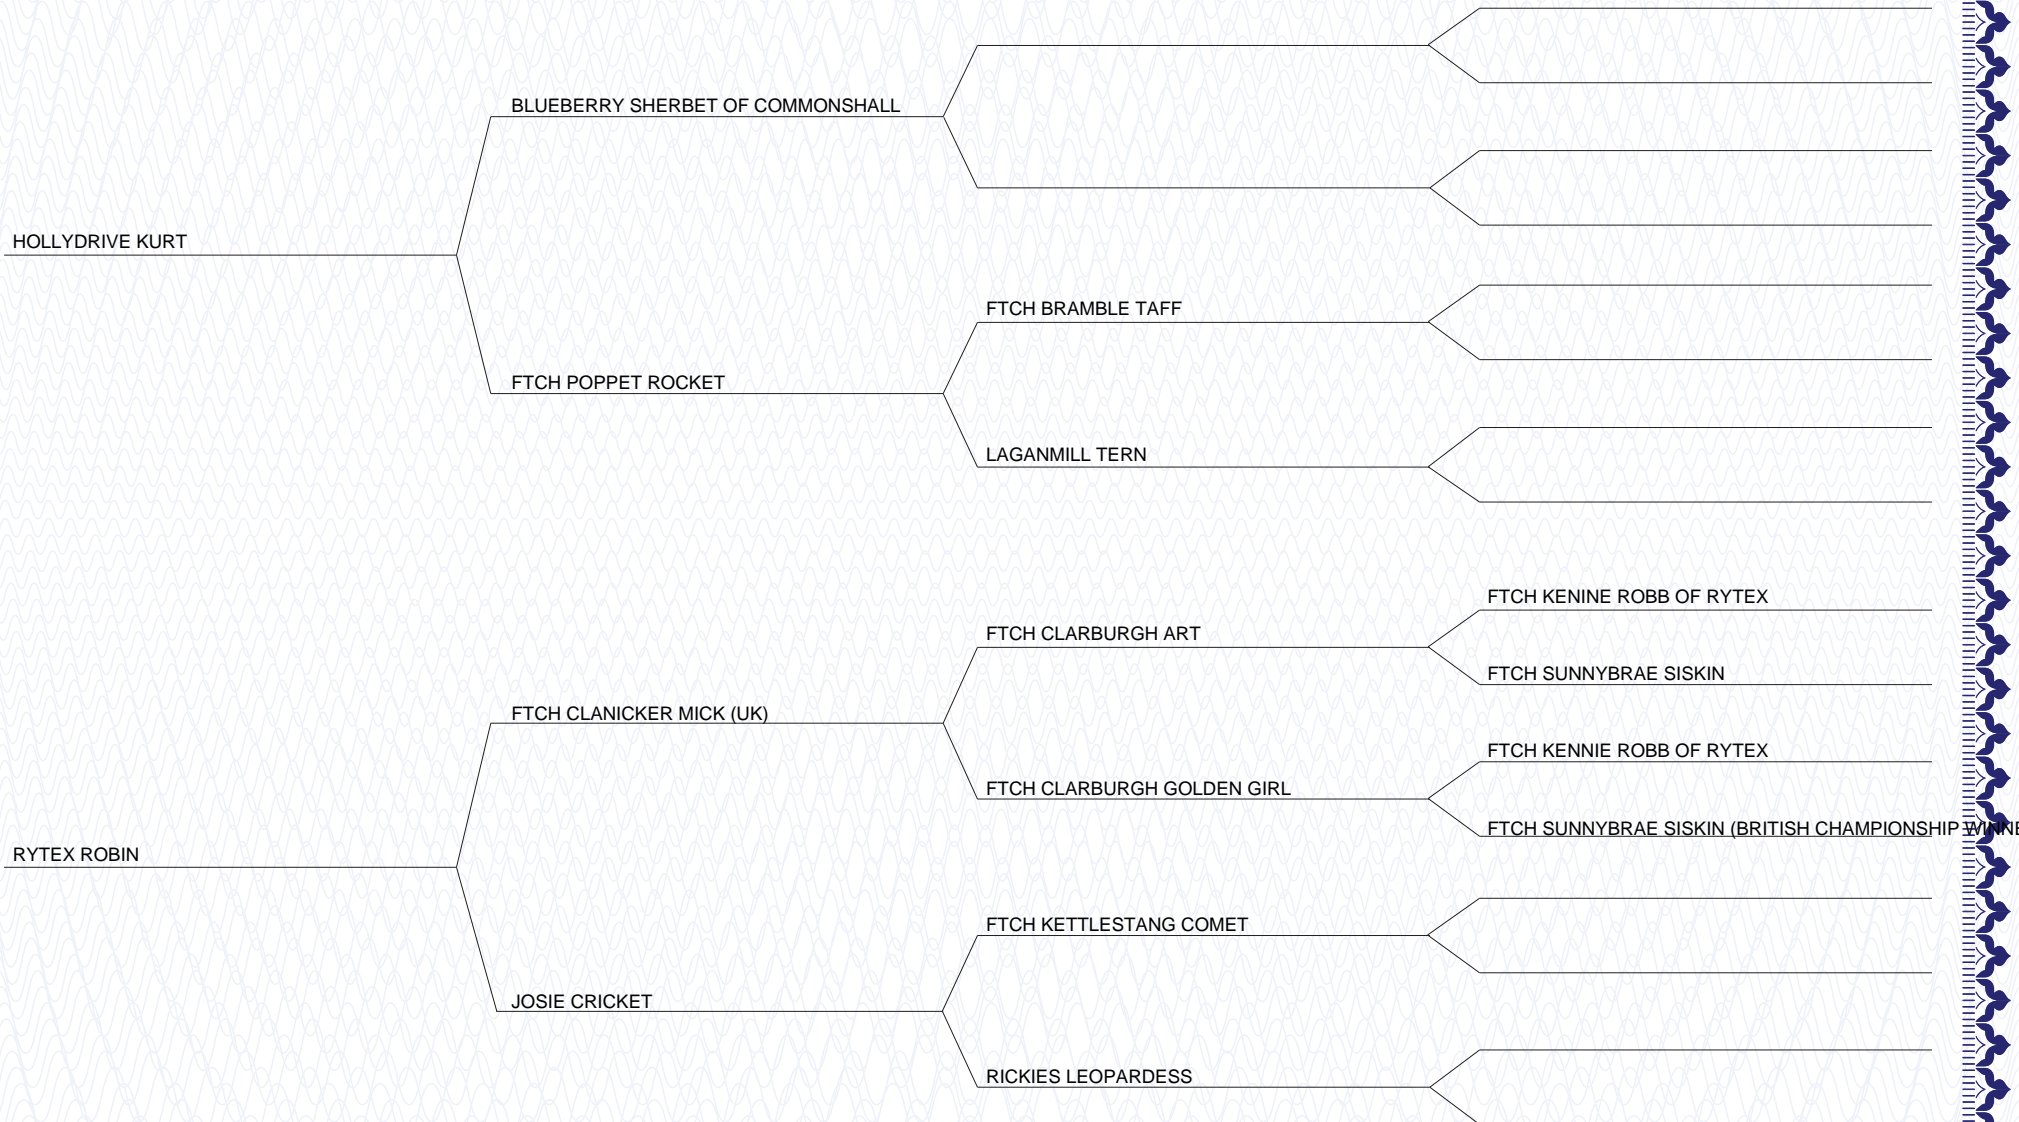 BLUEBERRY SHERBET OF COMMONSHALL
HOLLYDRIVE KURT
FTCH BRAMBLE TAFF
FTCH POPPET ROCKET
LAGANMILL TERN
FTCH KENINE ROBB OF RYTEX
FTCH CLARBURGH ART
FTCH SUNNYBRAE SISKIN
FTCH CLANICKER MICK (UK)
FTCH KENNIE ROBB OF RYTEX
FTCH CLARBURGH GOLDEN GIRL
FTCH SUNNYBRAE SISKIN (BRITISH CHAMPIONSHIP WINNE
RYTEX ROBIN
FTCH KETTLESTANG COMET
JOSIE CRICKET
RICKIES LEOPARDESS